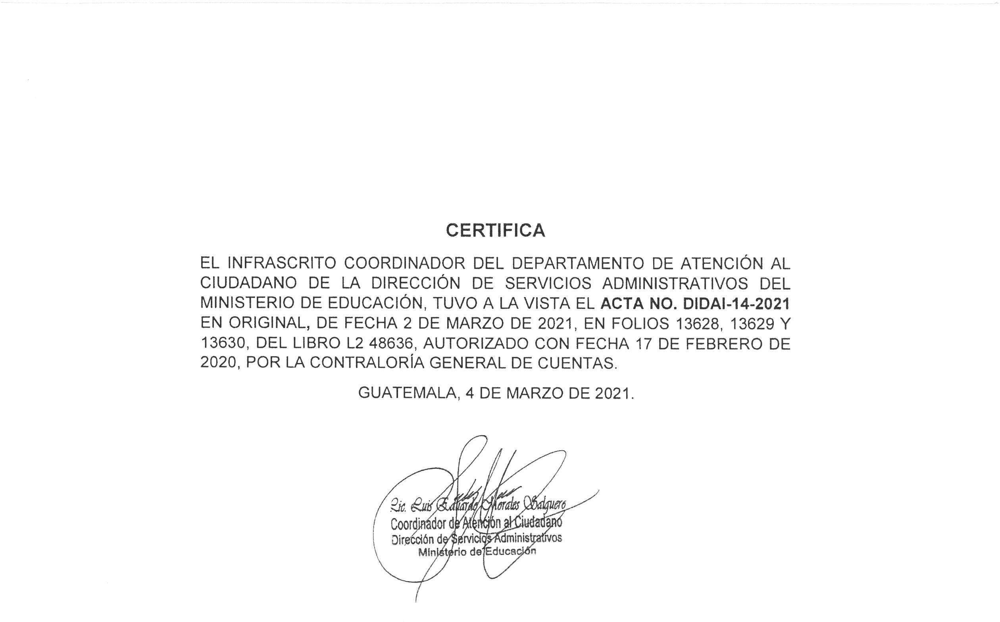 CERTIFICA
EL INFRASCRITO COORDINADOR DEL DEPARTAMENTO DE ATENCIÓN AL
CIUDADANO DE LA DIRECCIÓN DE SERVICIOS ADMINISTRATIVOS DEL
MINISTERIO DE EDUCACIÓN, TUVO A LA VISTA EL ACTA NO. DIDAI-14-2021
EN ORIGINAL, DE FECHA 2 DE MARZO DE 2021, EN FOLIOS 13628, 13629 Y
13630, DEL LIBRO L2 48636, AUTORIZADO CON FECHA 17 DE FEBRERO DE
2020, POR LA CONTRALORÍA GENERAL DE CUENTAS.
GUATEMALA, 4 DE MARZO DE 2021.
Lic. Luis Eduardo Morales Salguero
Coordinador de Atención al Ciudadano
Dirección de Servicios Administrativos
Ministerio de Educación